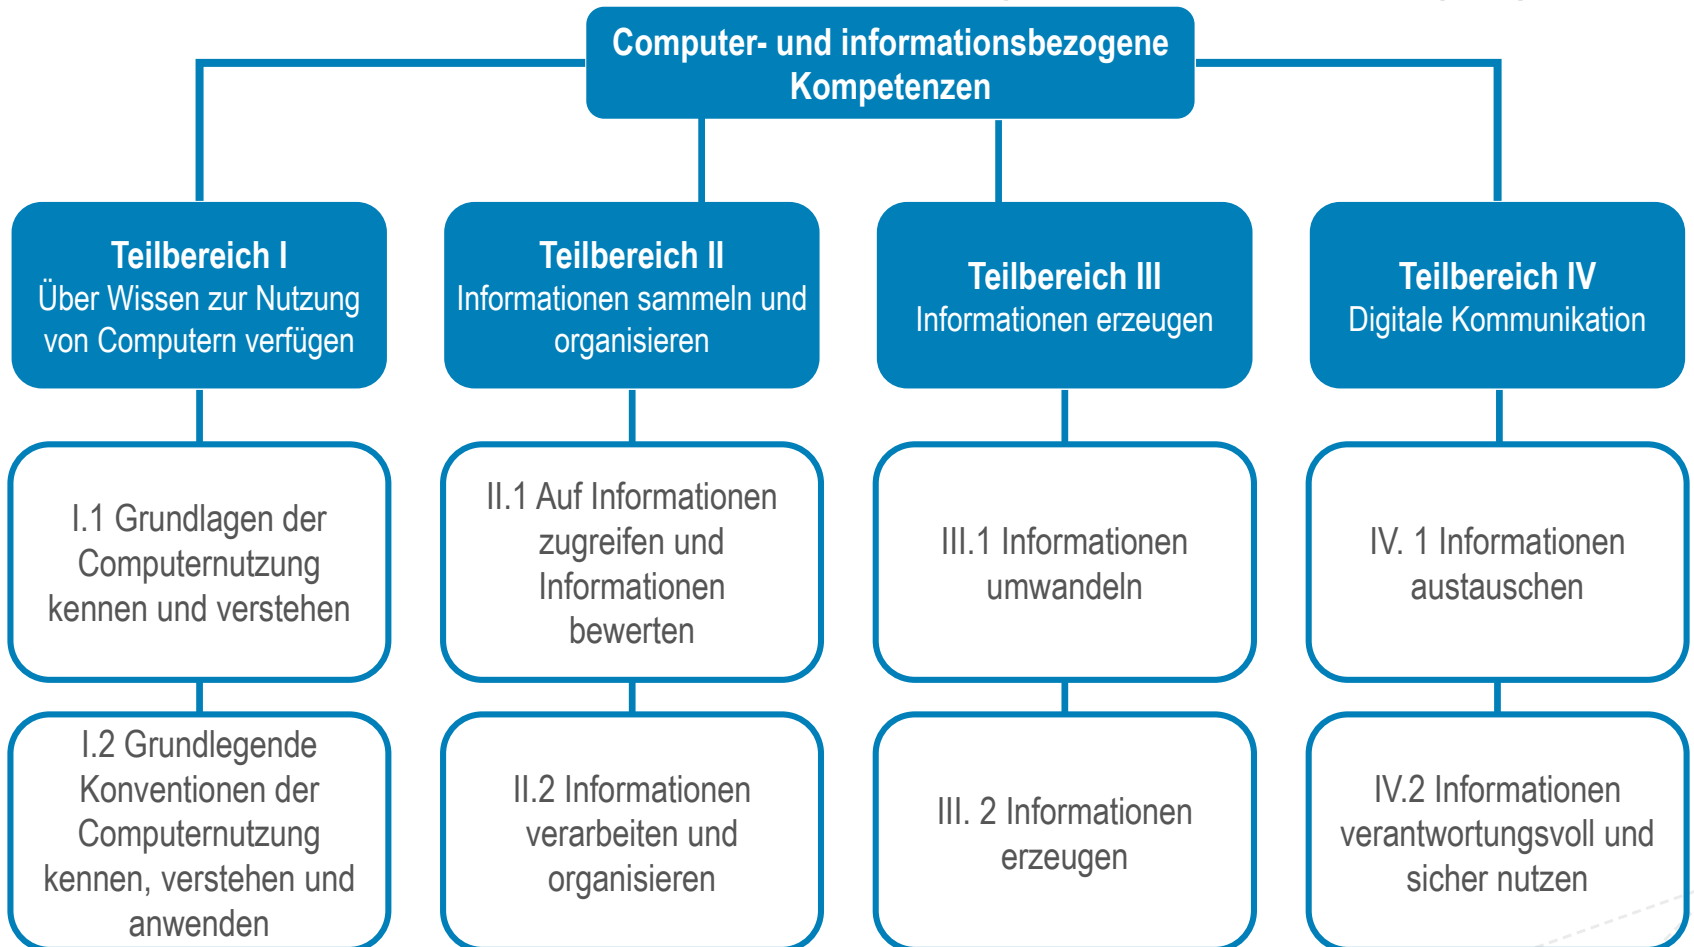 Computer- und informationsbezogene
Kompetenzen
Teilbereich I
Über Wissen zur Nutzung
von Computern verfügen
Teilbereich II
Informationen sammeln und
organisieren
Teilbereich III
Informationen erzeugen
Teilbereich IV
Digitale Kommunikation
I.1 Grundlagen der
Computernutzung
kennen und verstehen
II.1 Auf Informationen
zugreifen und
Informationen
bewerten
III.1 Informationen
umwandeln
IV. 1 Informationen
austauschen
I.2 Grundlegende
Konventionen der
Computernutzung
kennen, verstehen und
anwenden
II.2 Informationen
verarbeiten und
organisieren
III. 2 Informationen
erzeugen
IV.2 Informationen
verantwortungsvoll und
sicher nutzen